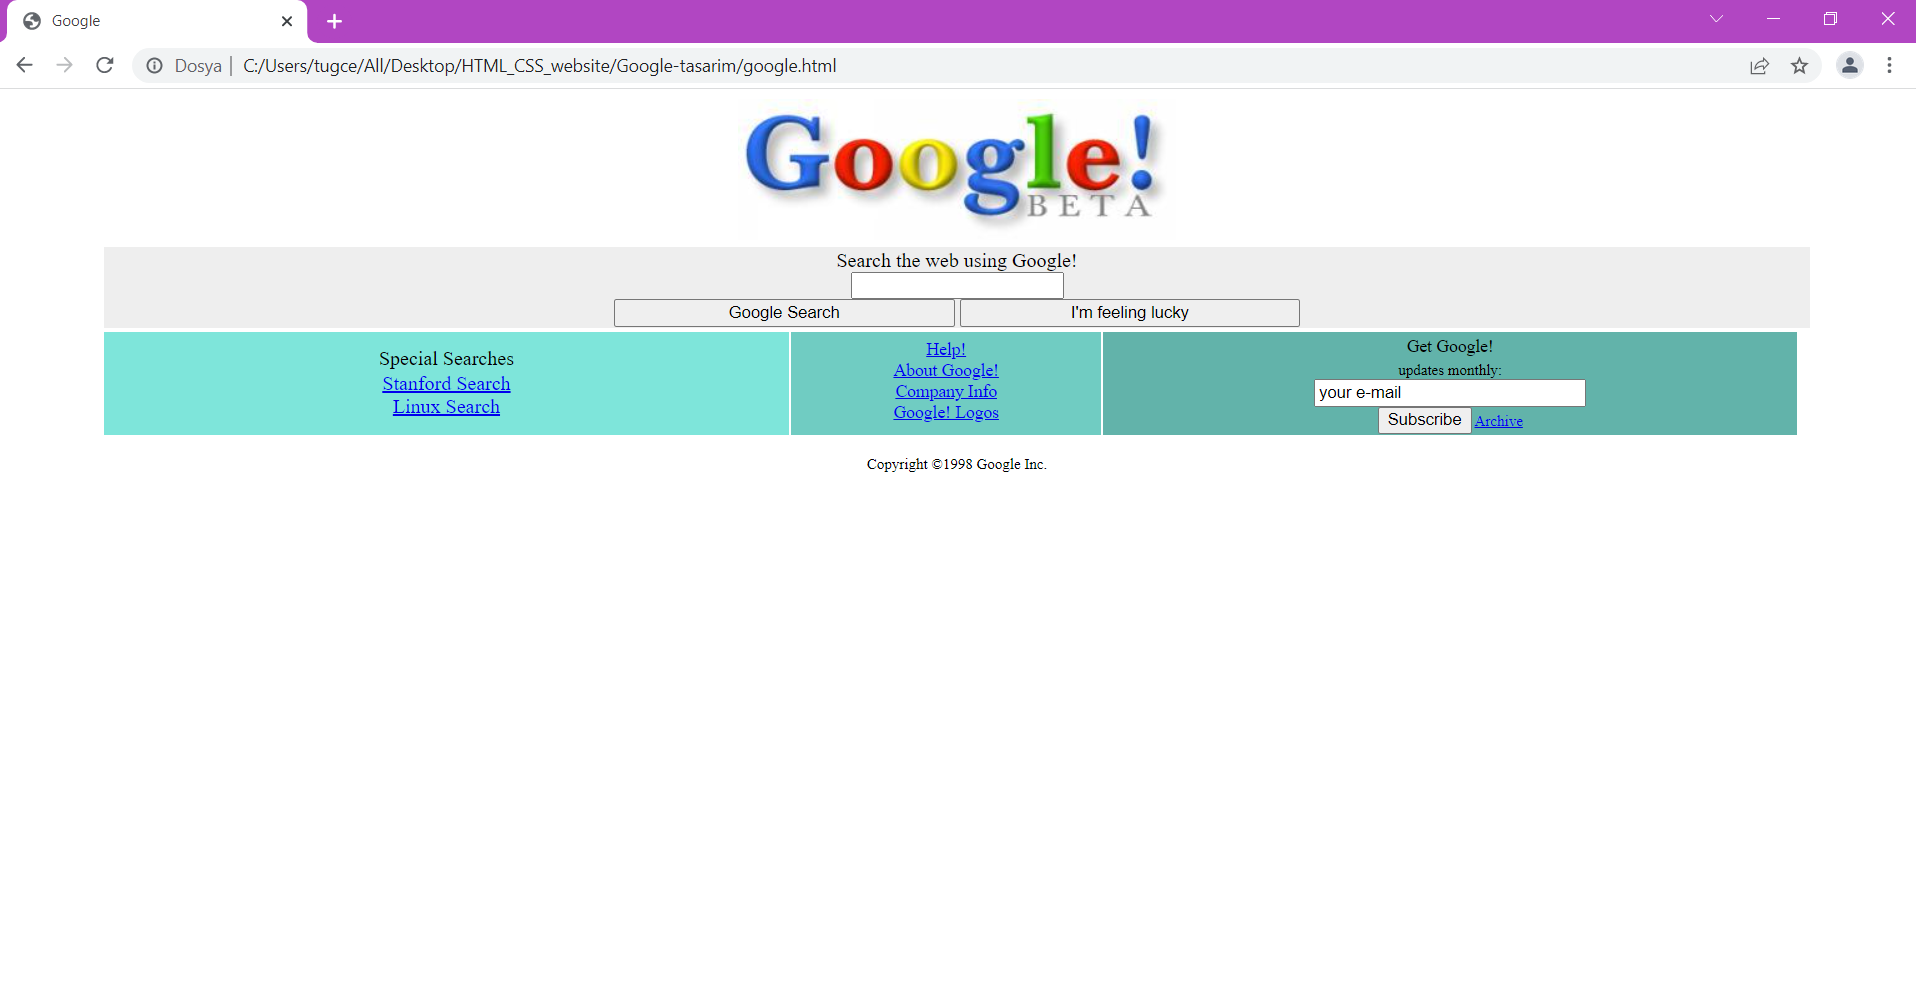 Google
Dosya | C:/Users/tugce/All/Desktop/HTML_CSS_website/Google-tasarim/google.html
Google!
BETA
Search the web using Google!
Google Search I'm feeling lucky
Special Searches
Stanford Search
Linux Search
Help!
About Google!
Company Info
Google! Logos
Get Google!
updates monthly:
your e-mail
Subscribe Archive
Copyright ©1998 Google Inc.